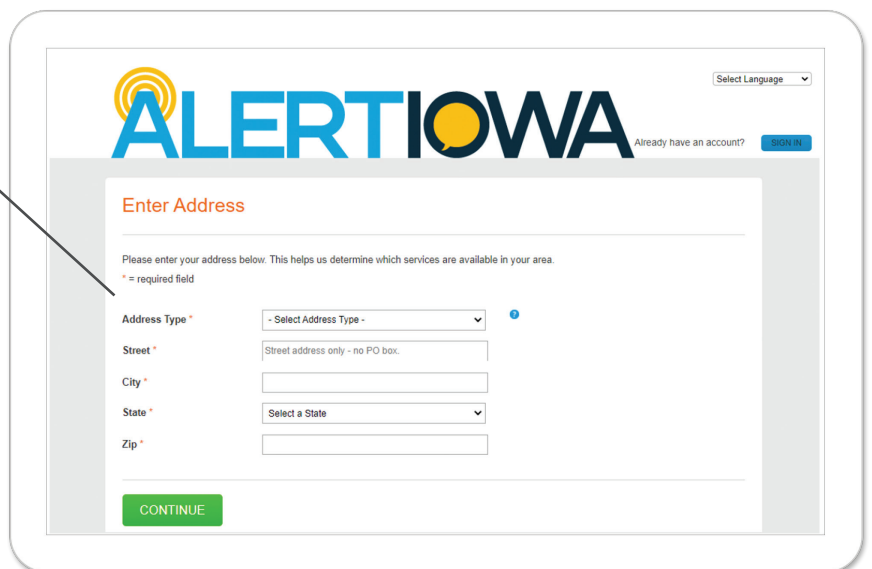 Select Language
ALERTIOWA
Already have an account?
SIGN IN
Enter Address
Please enter your address below. This helps us determine which services are available in your area.
* = required field
Address Type *
- Select Address Type -
?
Street *
Street address only - no PO box.
City *
State *
Select a State
Zip *
CONTINUE